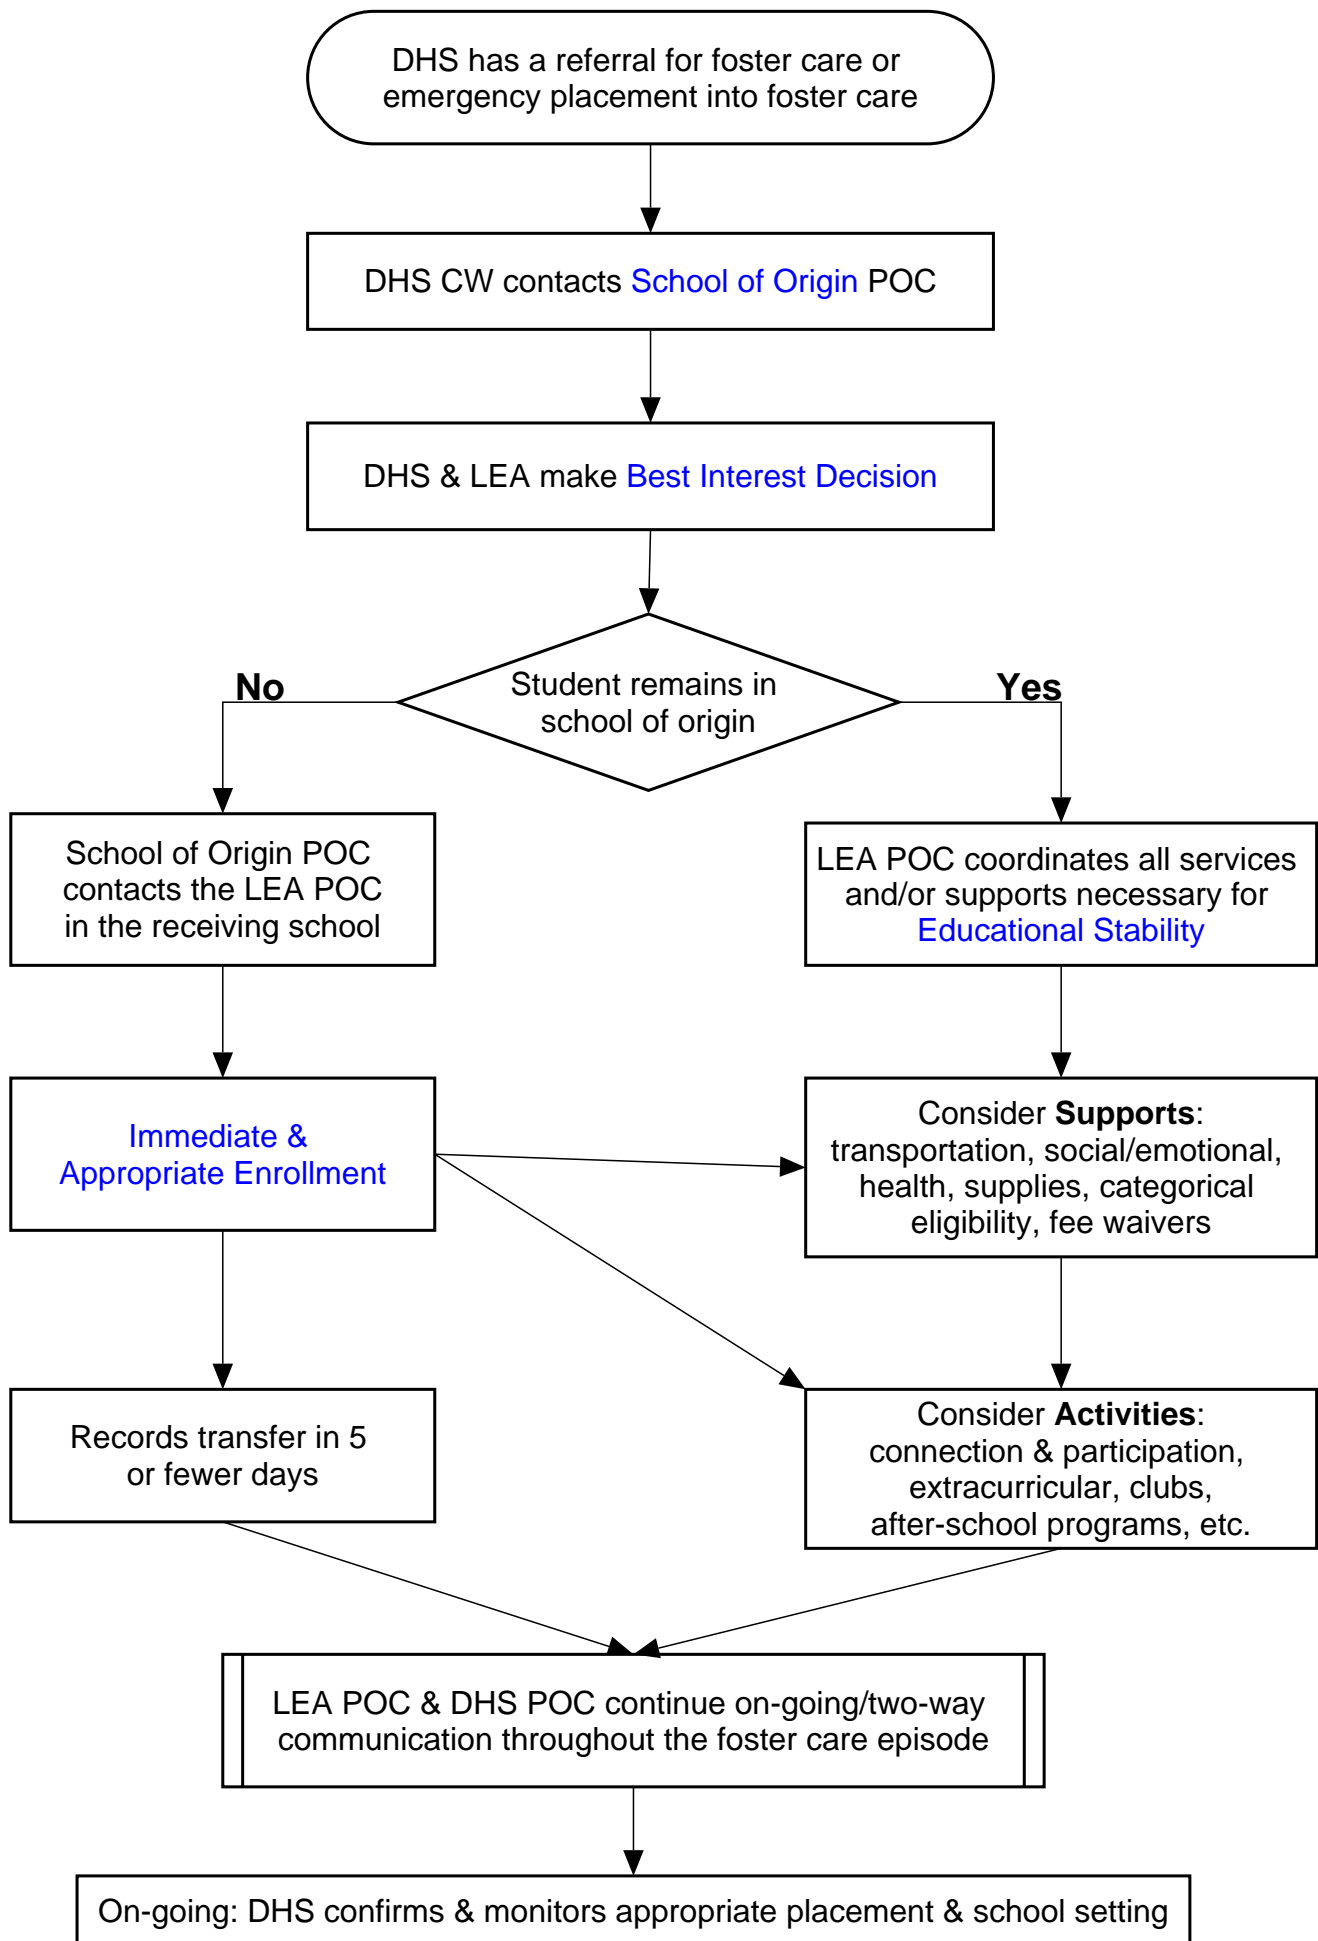 DHS has a referral for foster care or
emergency placement into foster care
DHS CW contacts School of Origin POC
DHS & LEA make Best Interest Decision
Student remains in
school of origin
No
Yes
School of Origin POC
contacts the LEA POC
in the receiving school
LEA POC coordinates all services
and/or supports necessary for
Educational Stability
Immediate &
Appropriate Enrollment
Consider Supports:
transportation, social/emotional,
health, supplies, categorical
eligibility, fee waivers
Records transfer in 5
or fewer days
Consider Activities:
connection & participation,
extracurricular, clubs,
after-school programs, etc.
LEA POC & DHS POC continue on-going/two-way
communication throughout the foster care episode
On-going: DHS confirms & monitors appropriate placement & school setting